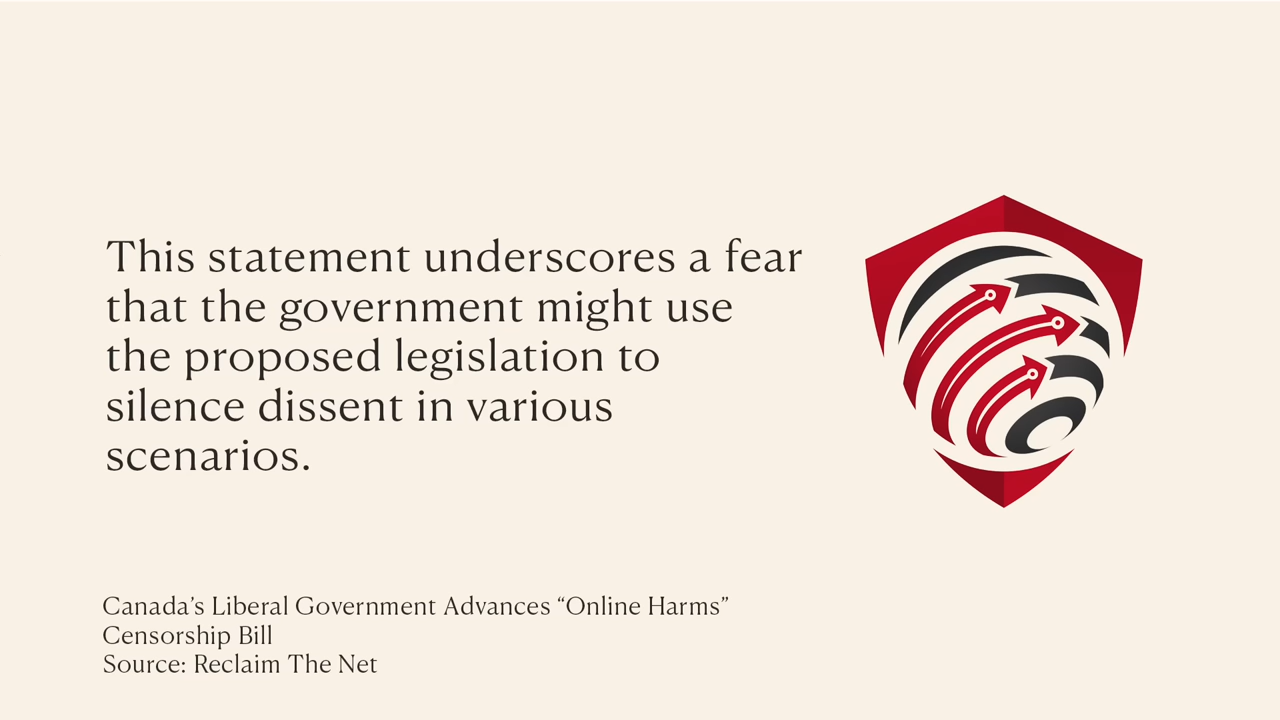 This statement underscores a fear
that the government might use
the proposed legislation to
silence dissent in various
scenarios.
Canada’s Liberal Government Advances “Online Harms”
Censorship Bill
Source: Reclaim The Net